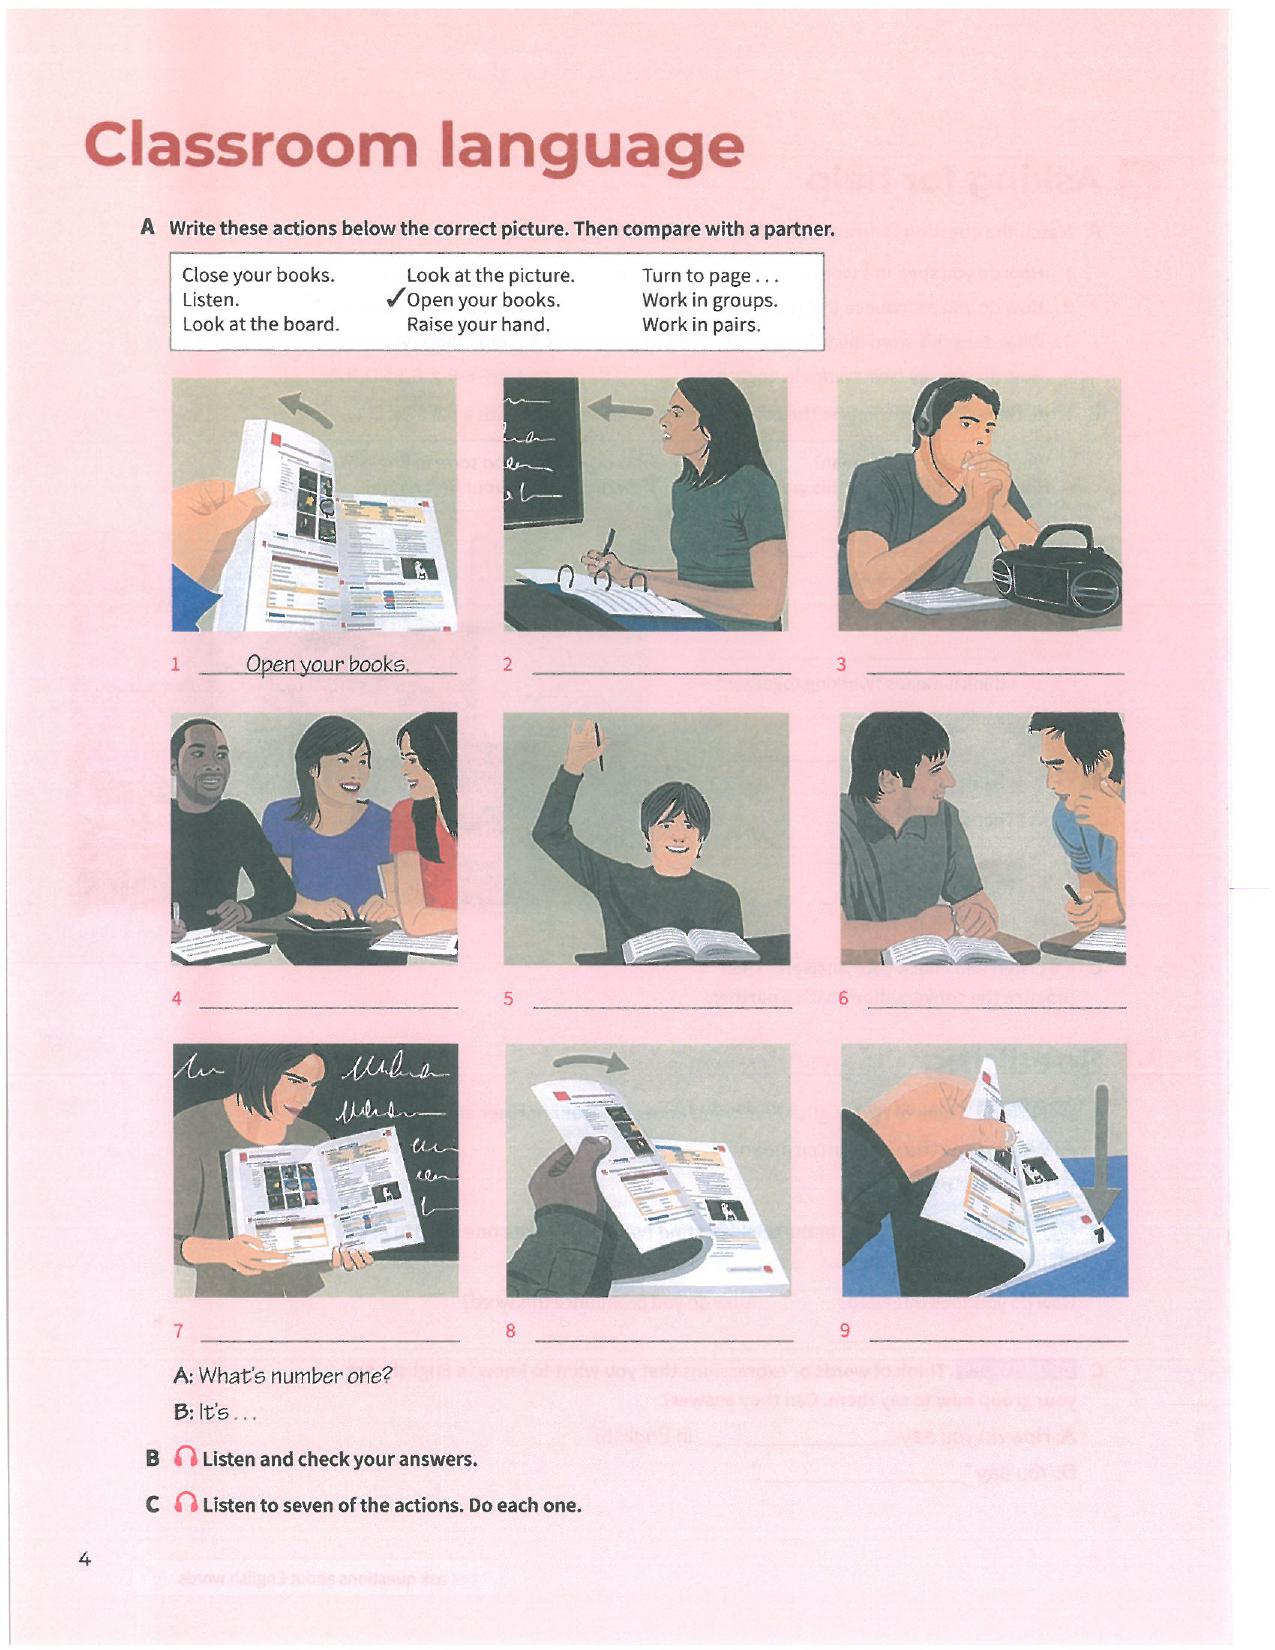 Classroom language
A Write these actions below the correct picture. Then compare with a partner.
Close your books.
Listen.
Look at the board.
Look at the picture.
✓Open your books.
Raise your hand.
Turn to page . . .
Work in groups.
Work in pairs.
1 Open your books.
2
3
4
5
6
7
7
8
9
A: What's number one?
B: It's . . .
B Listen and check your answers.
C Listen to seven of the actions. Do each one.
4